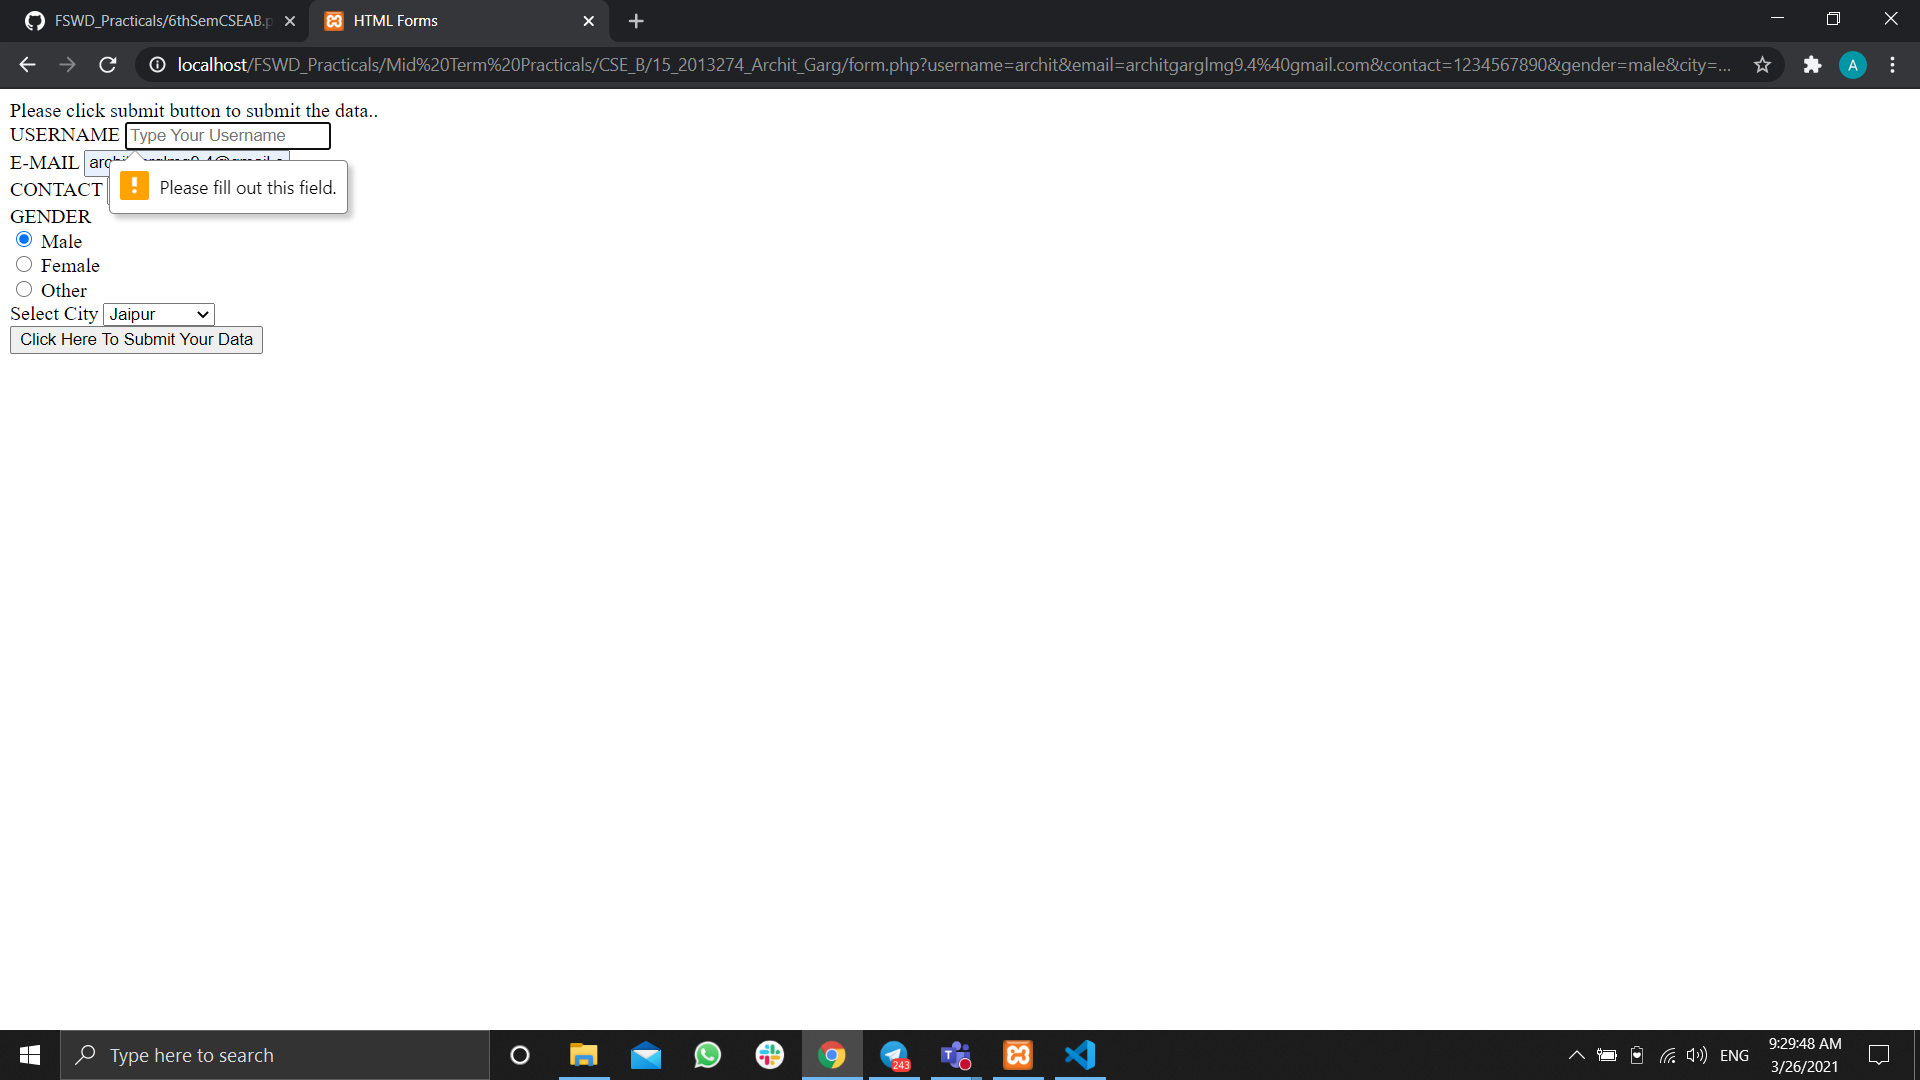 FSWD_Practicals/6thSemCSEAB.p
HTML Forms
localhost/FSWD_Practicals/Mid%20Term%20Practicals/CSE_B/15_2013274_Archit_Garg/form.php?username=archit&email=architgarglmg9.4%40gmail.com&contact=1234567890&gender=male&city=...
A
Please click submit button to submit the data..
USERNAME Type Your Username
E-MAIL
CONTACT
Please fill out this field.
GENDER
Male
Female
Other
Select City Jaipur
Click Here To Submit Your Data
Type here to search
243
T
ENG
9:29:48 AM
3/26/2021